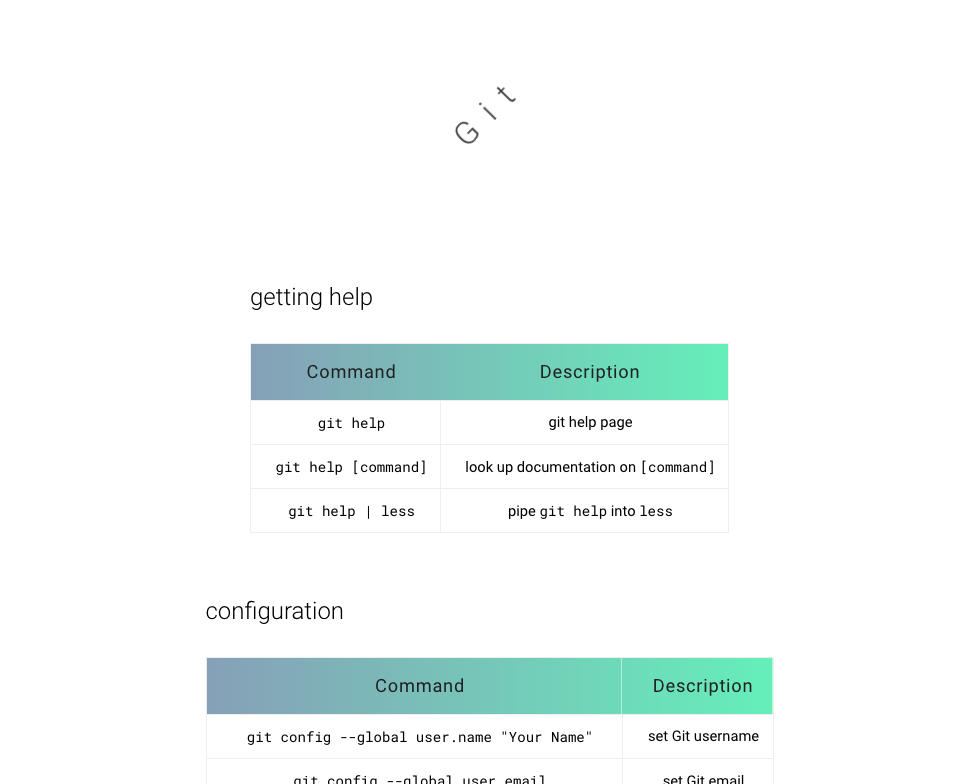 Git
getting help
Command Description
git help git help page
git help [command] look up documentation on [command]
git help | less pipe git help into less
configuration
Command Description
git config --global user.name "Your Name" set Git username
git config --global user.email set Git email